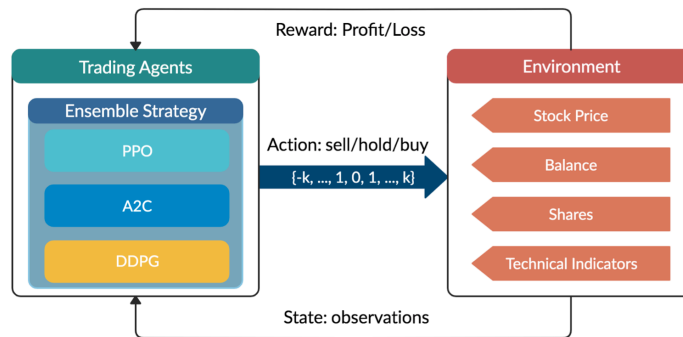 Reward: Profit/Loss
Trading Agents
Environment
Ensemble Strategy
PPO
A2C
DDPG
Action: sell/hold/buy
{-k, ..., 1, 0, 1, ..., k}
Stock Price
Balance
Shares
Technical Indicators
State: observations